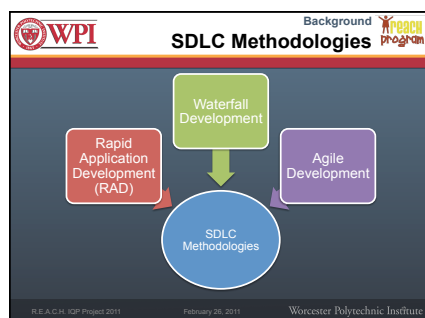 WPI
Background
SDLC Methodologies
Reach
program
Waterfall
Development
Rapid
Application
Development
(RAD)
Agile
Development
SDLC
Methodologies
R.E.A.C.H. IQP Project 2011
February 26, 2011
Worcester Polytechnic Institute